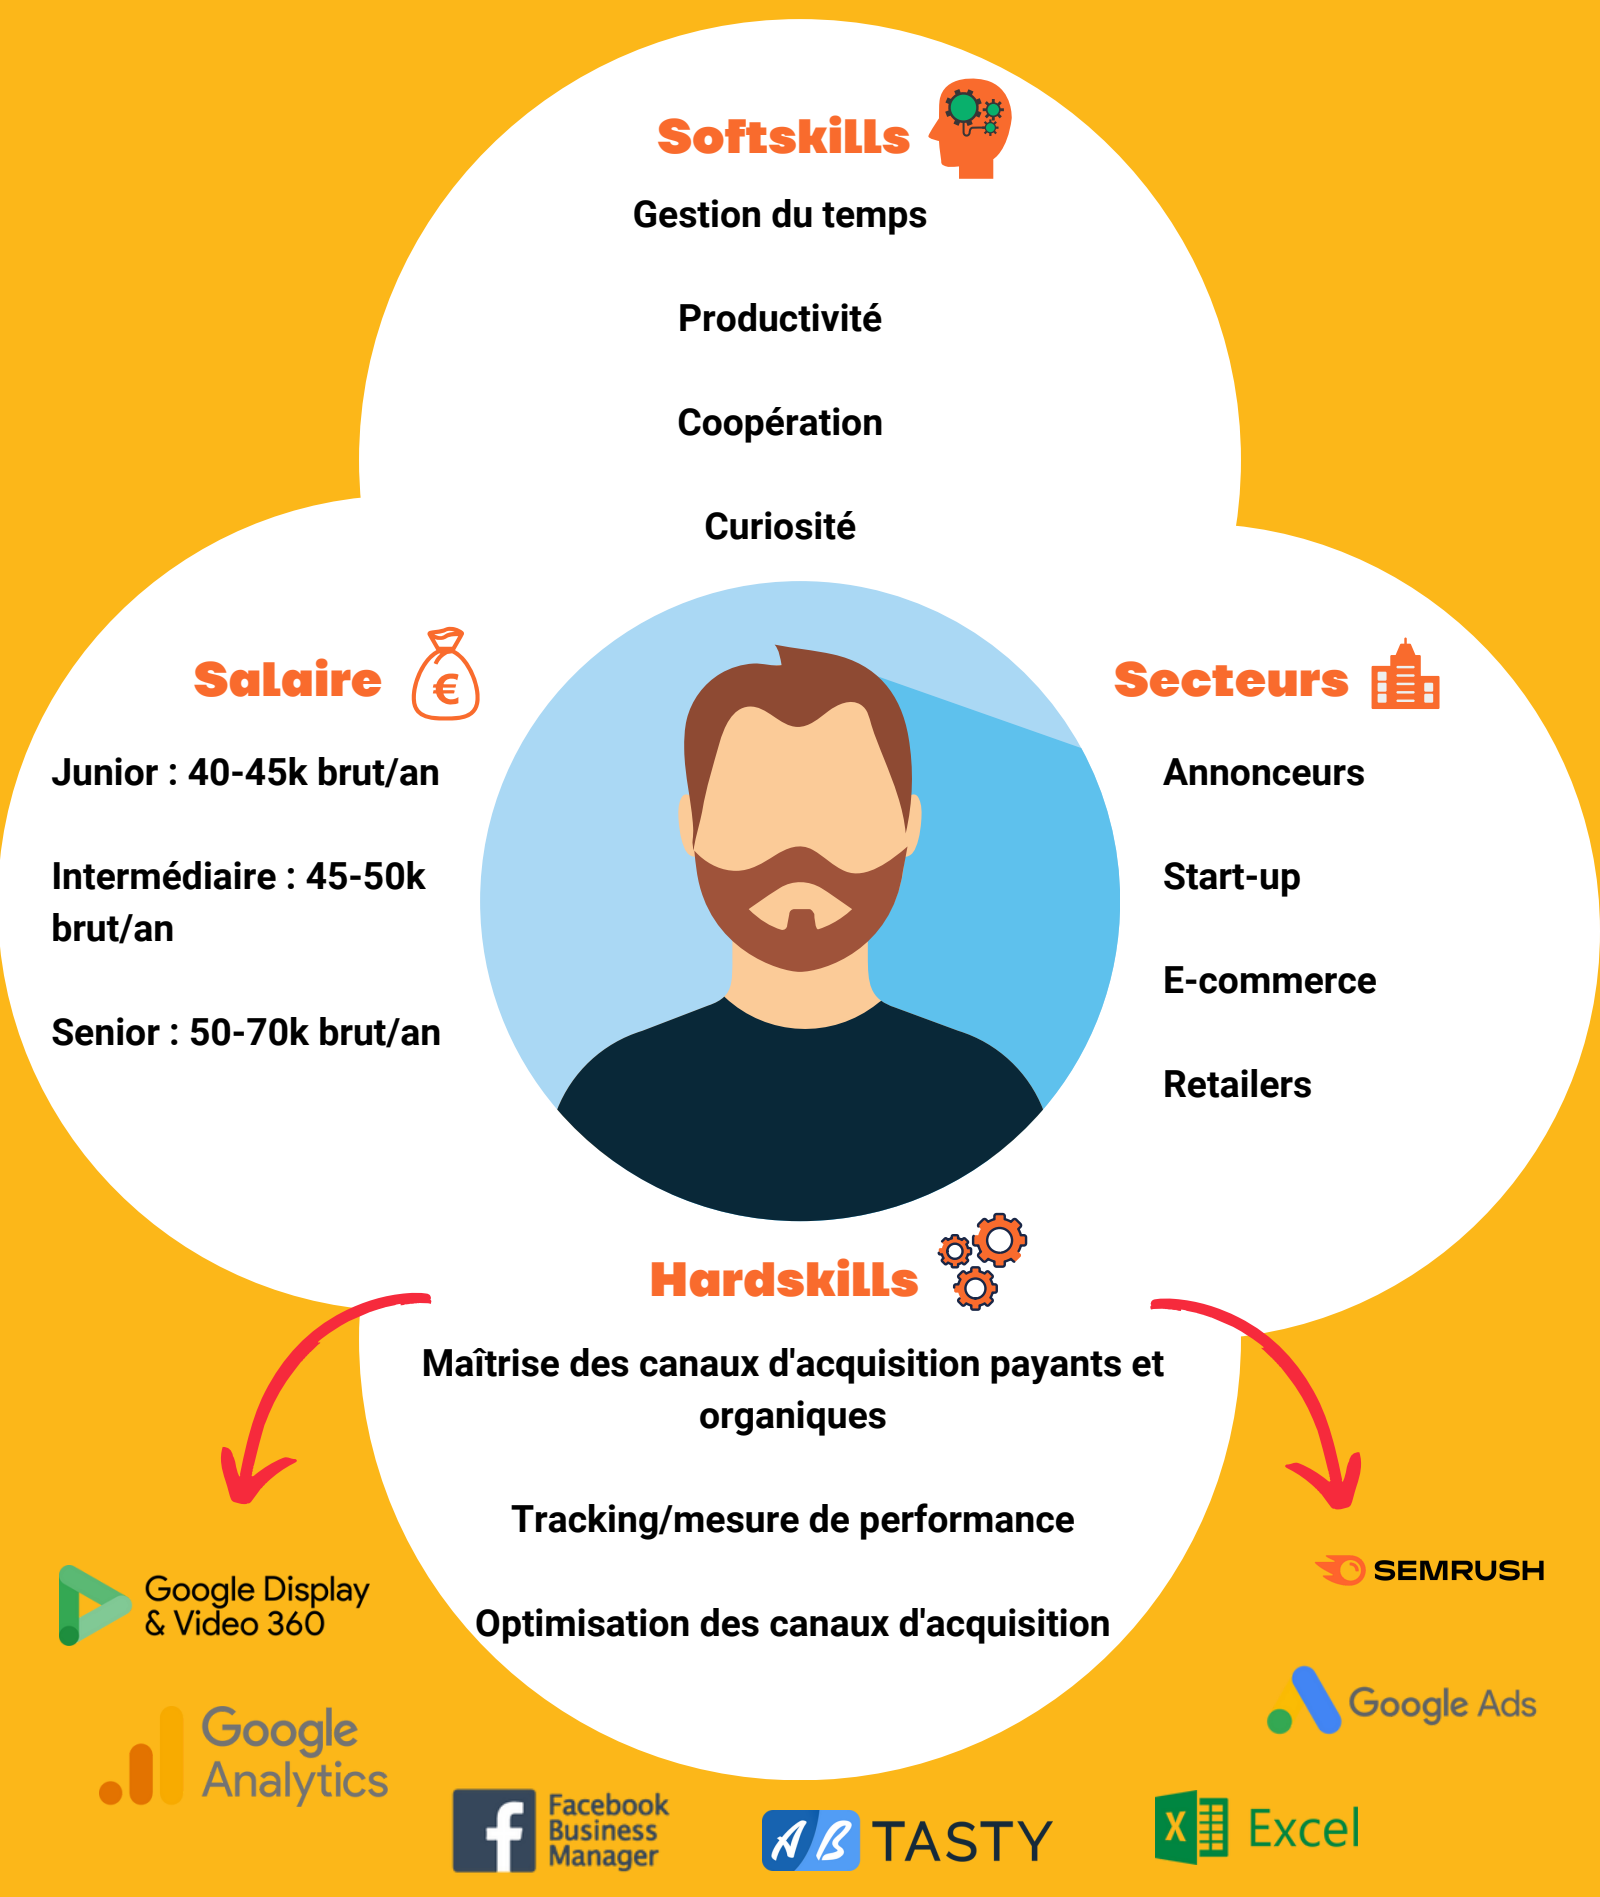 Softskills
Gestion du temps
Productivité
Coopération
Curiosité
Salaire
€
Junior : 40-45k brut/an
Intermédiaire : 45-50k
brut/an
Senior : 50-70k brut/an
Secteurs
Annonceurs
Start-up
E-commerce
Retailers
Hardskills
Maîtrise des canaux d'acquisition payants et
organiques
Tracking/mesure de performance
Optimisation des canaux d'acquisition
Google Display
& Video 360
Google
Analytics
f
Facebook
Business
Manager
AB TASTY
X Excel
Google Ads
SEMRUSH